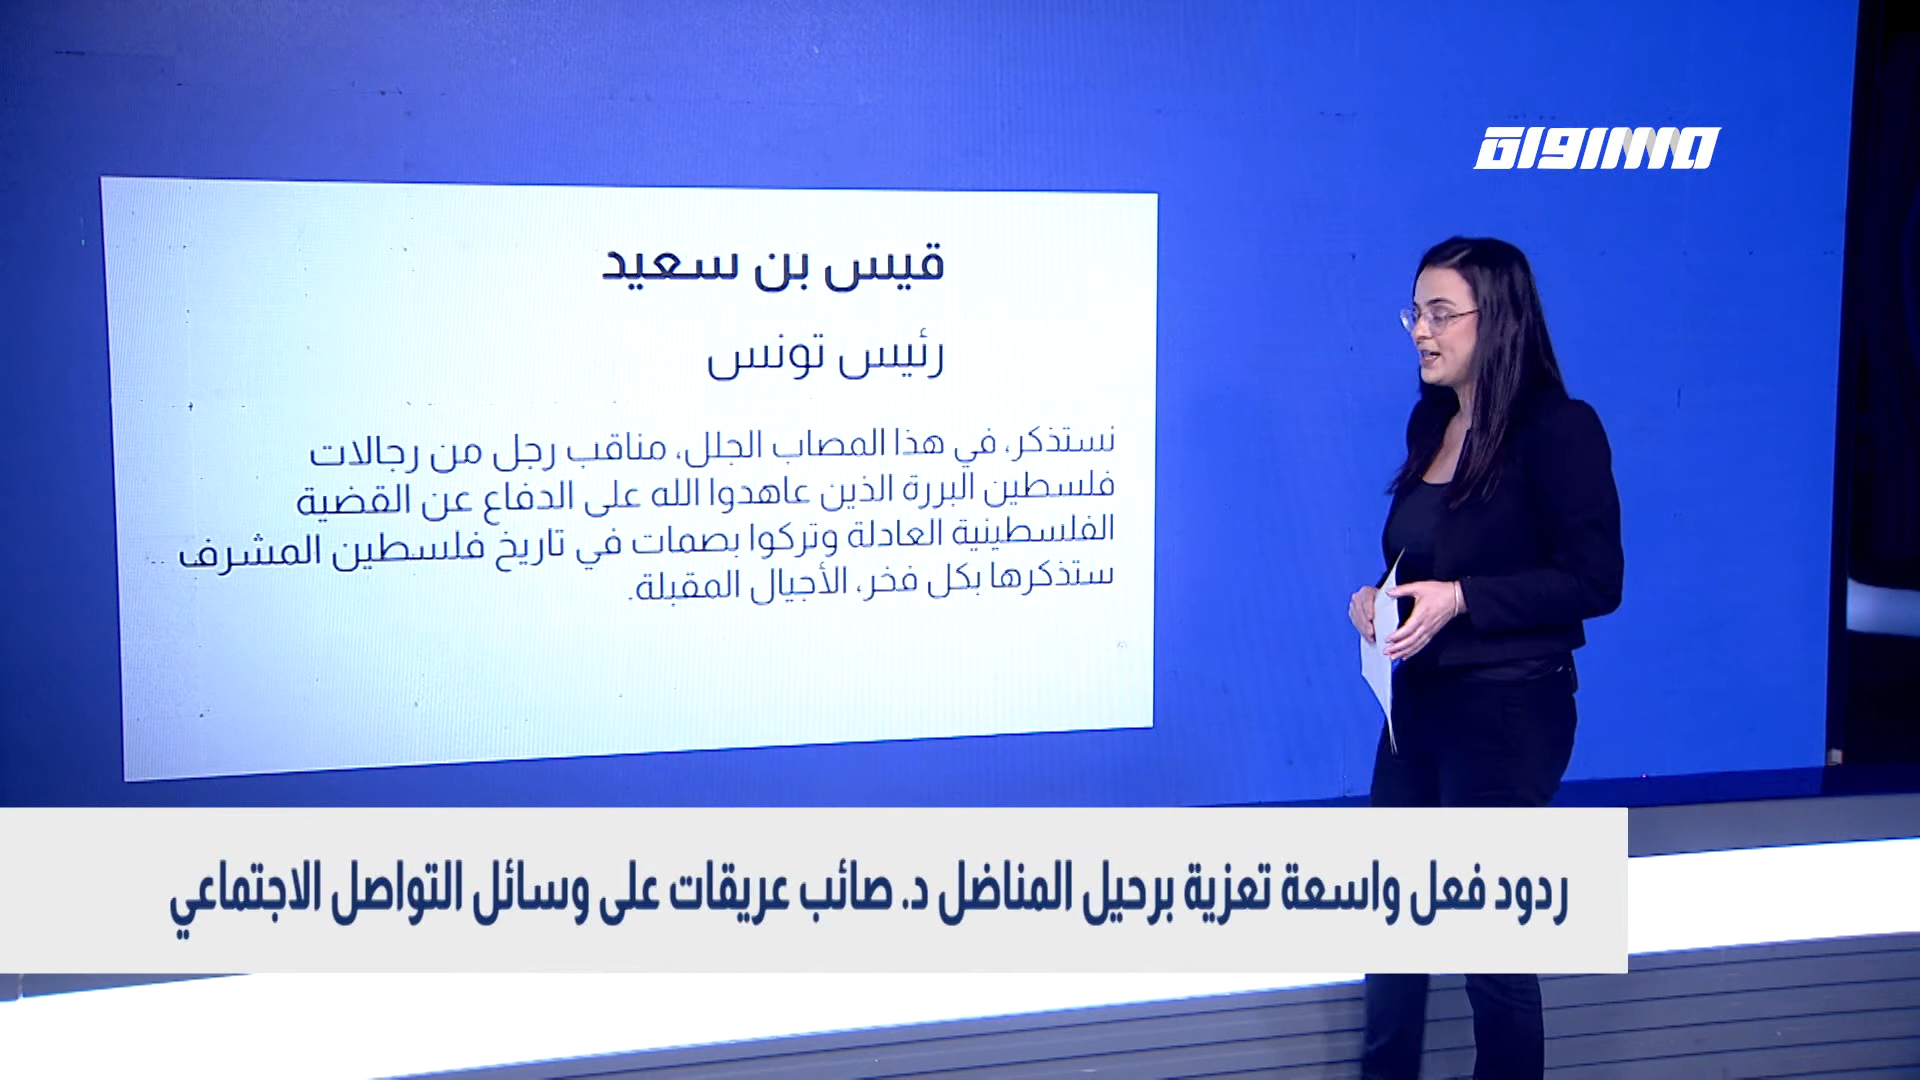 مساواة
قيس بن سعيد
رئيس تونس
نستذكر، في هذا المصاب الجلل، مناقب رجل من رجالات
فلسطين البررة الذين عاهدوا الله على الدفاع عن القضية
الفلسطينية العادلة وتركوا بصمات في تاريخ فلسطين المشرف
ستذكرها بكل فخر، الأجيال المقبلة.
ردود فعل واسعة تعزية برحيل المناضل د. صائب عريقات على وسائل التواصل الاجتماعي